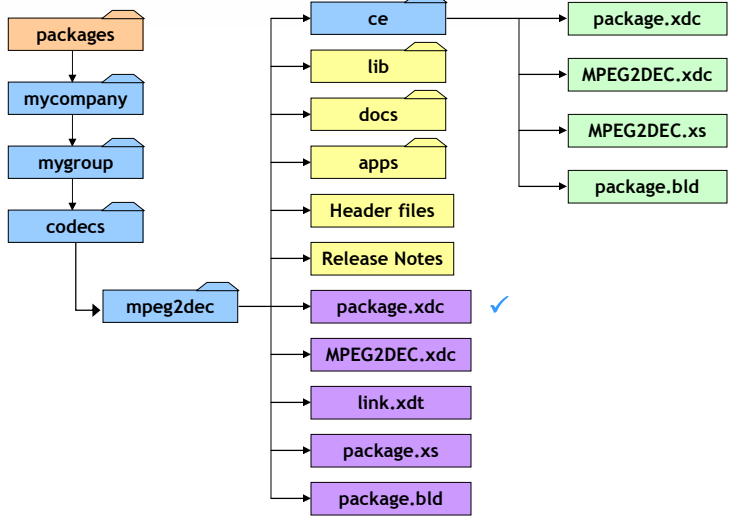 packages
mycompany
mygroup
codecs
mpeg2dec
ce
lib
docs
apps
Header files
Release Notes
package.xdc
MPEG2DEC.xdc
link.xdt
package.xs
package.bld
package.xdc
MPEG2DEC.xdc
MPEG2DEC.xs
package.bld